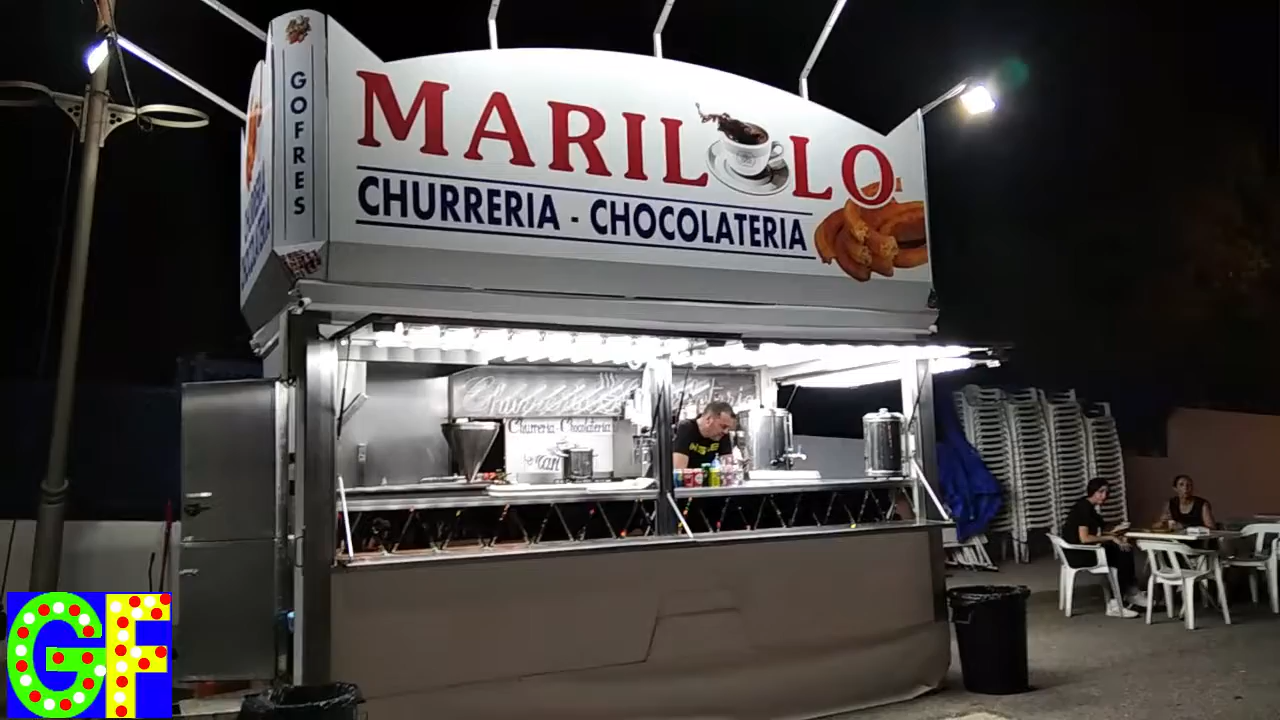 GOFRES
MARILOLO
CHURRERIA - CHOCOLATERIA
Churreria - Chocolateria
GF